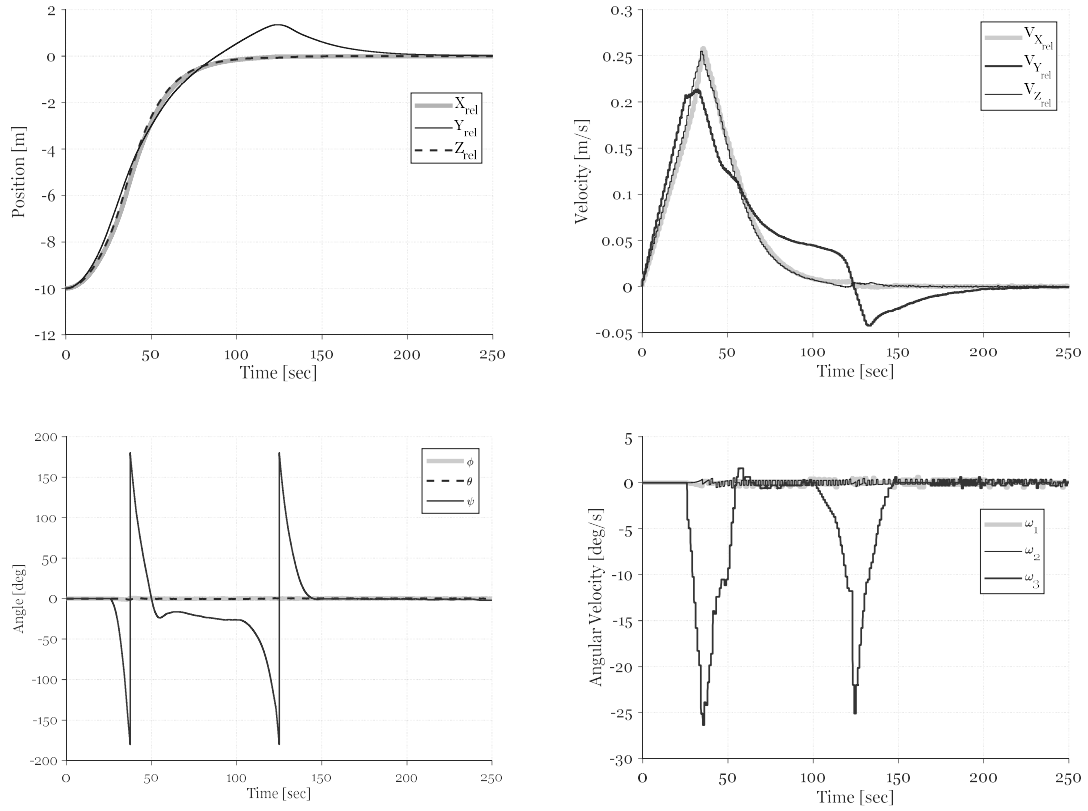 2
0
-2
-4
-6
-8
-10
-12
0 50 100 150 200 250
Position [m]
Time [sec]
X_rel
Y_rel
Z_rel
0.3
0.25
0.2
0.15
0.1
0.05
0
-0.05
0 50 100 150 200 250
Velocity [m/s]
Time [sec]
V_X_rel
V_Y_rel
V_Z_rel
200
150
100
50
0
-50
-100
-150
-200
0 50 100 150 200 250
Angle [deg]
Time [sec]
ϕ
θ
ψ
5
0
-5
-10
-15
-20
-25
-30
0 50 100 150 200 250
Angular Velocity [deg/s]
Time [sec]
ω_1
ω_2
ω_3